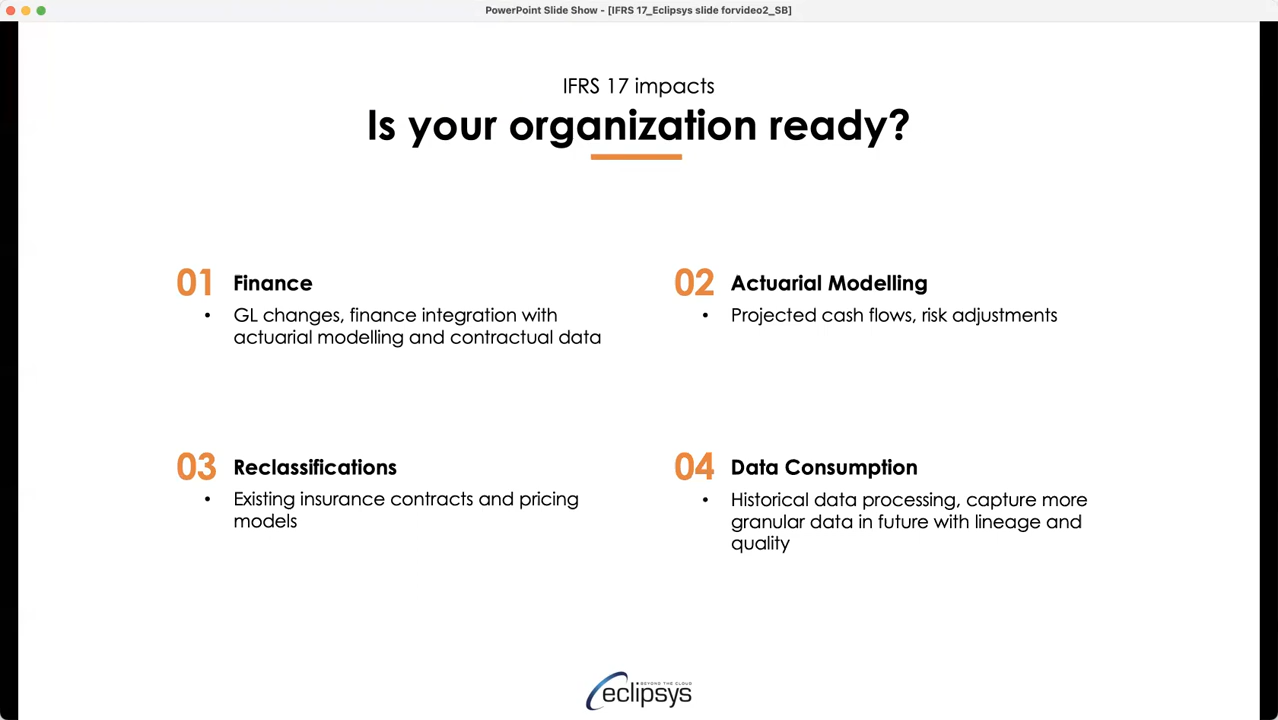 PowerPoint Slide Show - [IFRS 17_Eclipsys slide forvideo2_SB]
IFRS 17 impacts
Is your organization ready?
01 Finance
• GL changes, finance integration with
actuarial modelling and contractual data
02 Actuarial Modelling
• Projected cash flows, risk adjustments
03 Reclassifications
• Existing insurance contracts and pricing
models
04 Data Consumption
• Historical data processing, capture more
granular data in future with lineage and
quality
BEYOND THE CLOUD
eclipsys